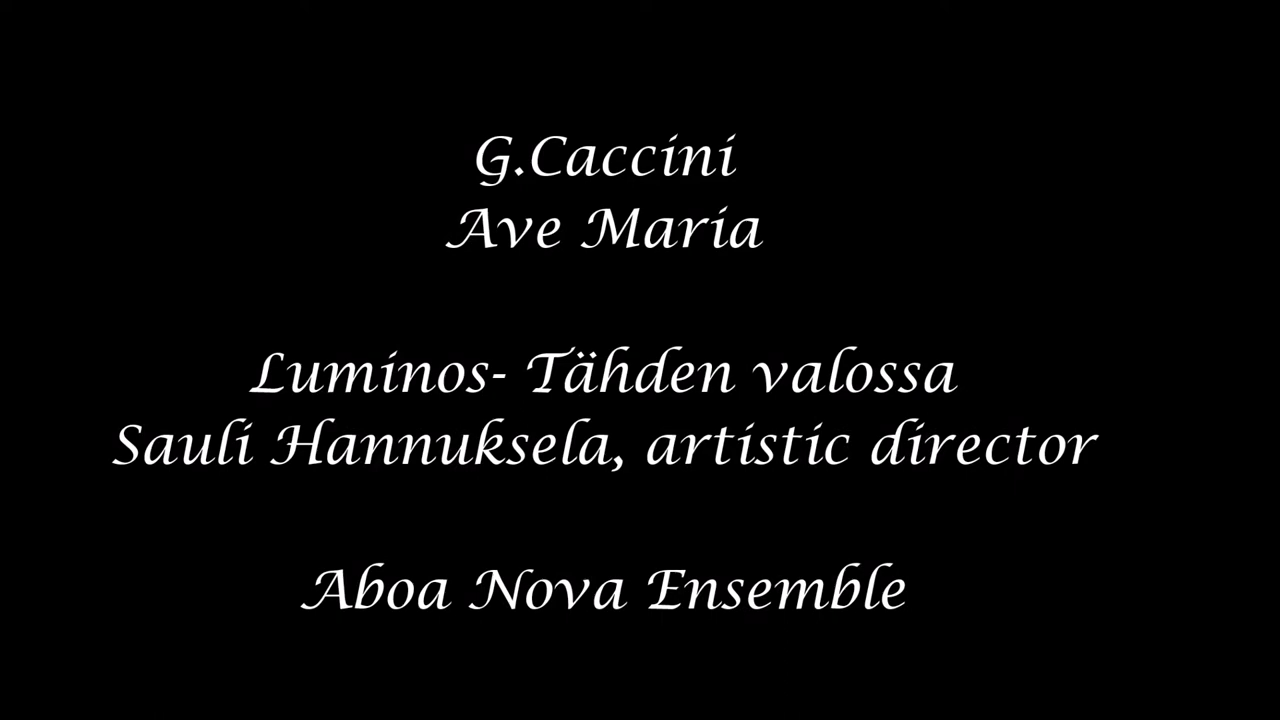 G.Caccini
Ave Maria
Luminos- Tähden valossa
Sauli Hannuksela, artistic director
Aboa Nova Ensemble